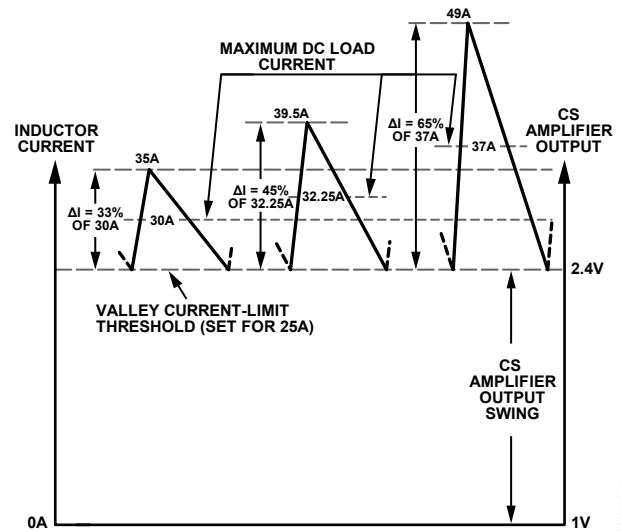 49A
MAXIMUM DC LOAD
CURRENT
INDUCTOR
CURRENT
CS
AMPLIFIER
OUTPUT
39.5A
35A
ΔI = 65%
OF 37A
37A
ΔI = 45%
OF 32.25A
32.25A
ΔI = 33%
OF 30A
30A
2.4V
VALLEY CURRENT-LIMIT
THRESHOLD (SET FOR 25A)
CS
AMPLIFIER
OUTPUT
SWING
0A
1V